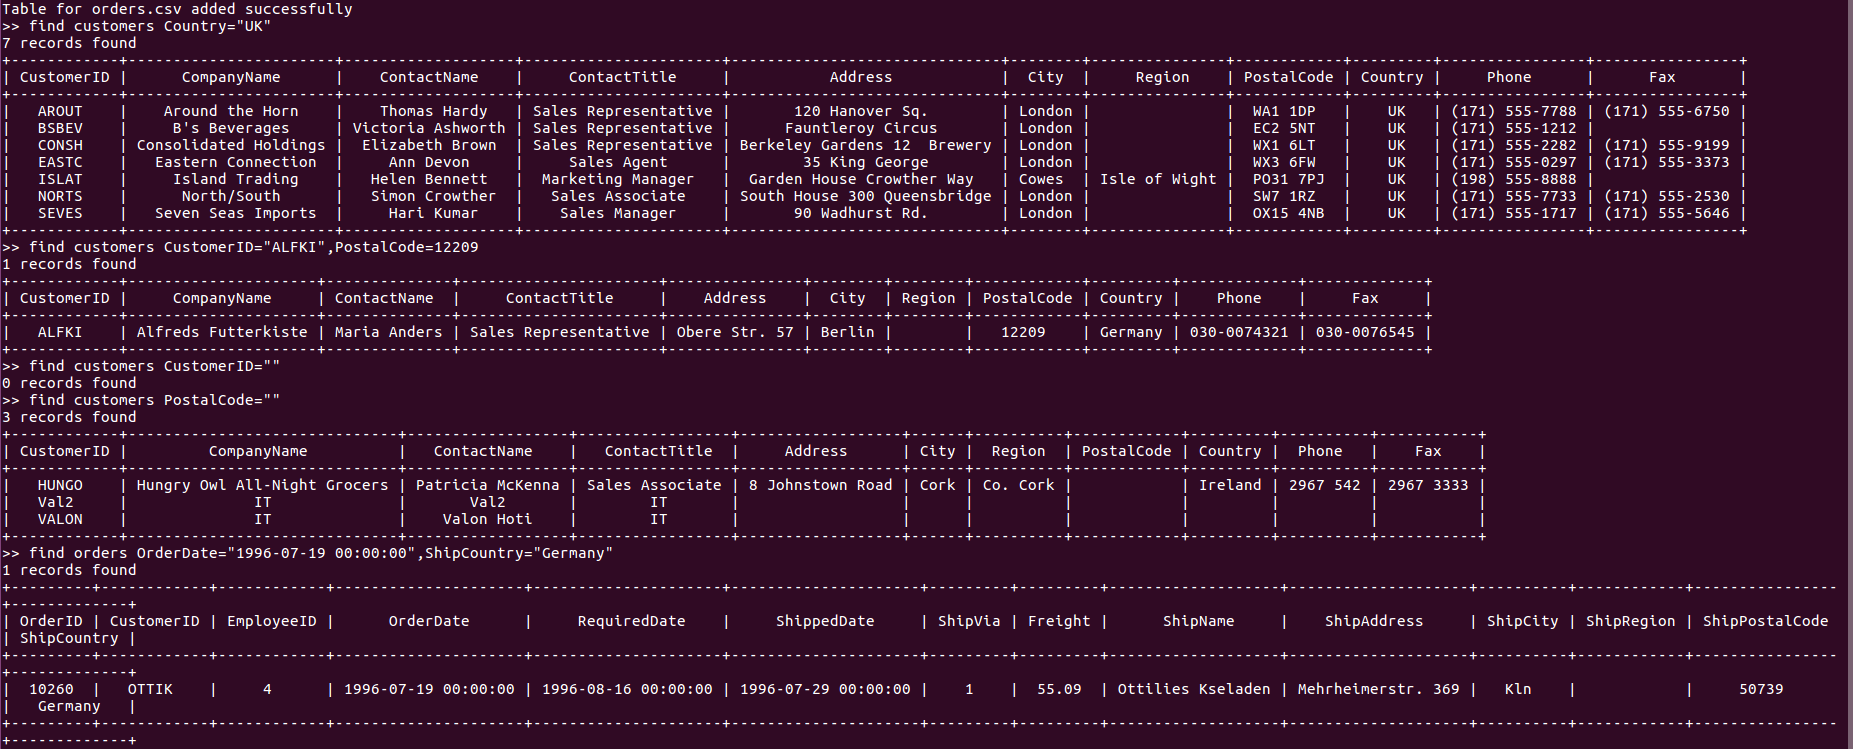 Table for orders.csv added successfully
>> find customers Country="UK"
7 records found
+------------+-----------------------+-------------------+----------------------+------------------------------+--------+---------------+------------+---------+----------------+----------------+
| CustomerID |      CompanyName      |    ContactName    |     ContactTitle     |           Address            |  City  |     Region    | PostalCode | Country |     Phone      |      Fax       |
+------------+-----------------------+-------------------+----------------------+------------------------------+--------+---------------+------------+---------+----------------+----------------+
|   AROUT    |    Around the Horn    |    Thomas Hardy   | Sales Representative |       120 Hanover Sq.        | London |               |  WA1 1DP   |    UK   | (171) 555-7788 | (171) 555-6750 |
|   BSBEV    |     B's Beverages     | Victoria Ashworth | Sales Representative |      Fauntleroy Circus       | London |               |  EC2 5NT   |    UK   | (171) 555-1212 |                |
|   CONSH    | Consolidated Holdings |  Elizabeth Brown  | Sales Representative | Berkeley Gardens 12  Brewery | London |               |  WX1 6LT   |    UK   | (171) 555-2282 | (171) 555-9199 |
|   EASTC    |   Eastern Connection  |     Ann Devon     |     Sales Agent      |        35 King George        | London |               |  WX3 6FW   |    UK   | (171) 555-0297 | (171) 555-3373 |
|   ISLAT    |     Island Trading    |   Helen Bennett   |  Marketing Manager   |  Garden House Crowther Way   | Cowes  | Isle of Wight |  PO31 7PJ  |    UK   | (198) 555-8888 |                |
|   NORTS    |      North/South      |   Simon Crowther  |   Sales Associate    | South House 300 Queensbridge | London |               |  SW7 1RZ   |    UK   | (171) 555-7733 | (171) 555-2530 |
|   SEVES    |   Seven Seas Imports  |     Hari Kumar    |    Sales Manager     |       90 Wadhurst Rd.        | London |               |  OX15 4NB  |    UK   | (171) 555-1717 | (171) 555-5646 |
+------------+-----------------------+-------------------+----------------------+------------------------------+--------+---------------+------------+---------+----------------+----------------+
>> find customers CustomerID="ALFKI",PostalCode=12209
1 records found
+------------+---------------------+--------------+----------------------+---------------+--------+--------+------------+---------+-------------+-------------+
| CustomerID |     CompanyName     | ContactName  |     ContactTitle     |    Address    |  City  | Region | PostalCode | Country |    Phone    |     Fax     |
+------------+---------------------+--------------+----------------------+---------------+--------+--------+------------+---------+-------------+-------------+
|   ALFKI    | Alfreds Futterkiste | Maria Anders | Sales Representative | Obere Str. 57 | Berlin |        |   12209    | Germany | 030-0074321 | 030-0076545 |
+------------+---------------------+--------------+----------------------+---------------+--------+--------+------------+---------+-------------+-------------+
>> find customers CustomerID=""
0 records found
>> find customers PostalCode=""
3 records found
+------------+------------------------------+------------------+-----------------+------------------+------+----------+------------+---------+----------+-----------+
| CustomerID |         CompanyName          |   ContactName    |   ContactTitle  |     Address      | City |  Region  | PostalCode | Country |  Phone   |    Fax    |
+------------+------------------------------+------------------+-----------------+------------------+------+----------+------------+---------+----------+-----------+
|   HUNGO    | Hungry Owl All-Night Grocers | Patricia McKenna | Sales Associate | 8 Johnstown Road | Cork | Co. Cork |            | Ireland | 2967 542 | 2967 3333 |
|   Val2     |              IT              |       Val2       |        IT       |                  |      |          |            |         |          |           |
|   VALON    |              IT              |    Valon Hoti    |        IT       |                  |      |          |            |         |          |           |
+------------+------------------------------+------------------+-----------------+------------------+------+----------+------------+---------+----------+-----------+
>> find orders OrderDate="1996-07-19 00:00:00",ShipCountry="Germany"
1 records found
+---------+------------+------------+---------------------+---------------------+---------------------+---------+---------+-------------------+--------------------+----------+------------+----------------
+-------------+
| OrderID | CustomerID | EmployeeID |      OrderDate      |     RequiredDate    |     ShippedDate     | ShipVia | Freight |      ShipName     |    ShipAddress     | ShipCity | ShipRegion | ShipPostalCode
| ShipCountry |
+---------+------------+------------+---------------------+---------------------+---------------------+---------+---------+-------------------+--------------------+----------+------------+----------------
+-------------+
|  10260  |   OTTIK    |     4      | 1996-07-19 00:00:00 | 1996-08-16 00:00:00 | 1996-07-29 00:00:00 |    1    |  55.09  | Ottilies Kseladen | Mehrheimerstr. 369 |   Kln    |            |     50739
|   Germany   |
+---------+------------+------------+---------------------+---------------------+---------------------+---------+---------+-------------------+--------------------+----------+------------+----------------
+-------------+